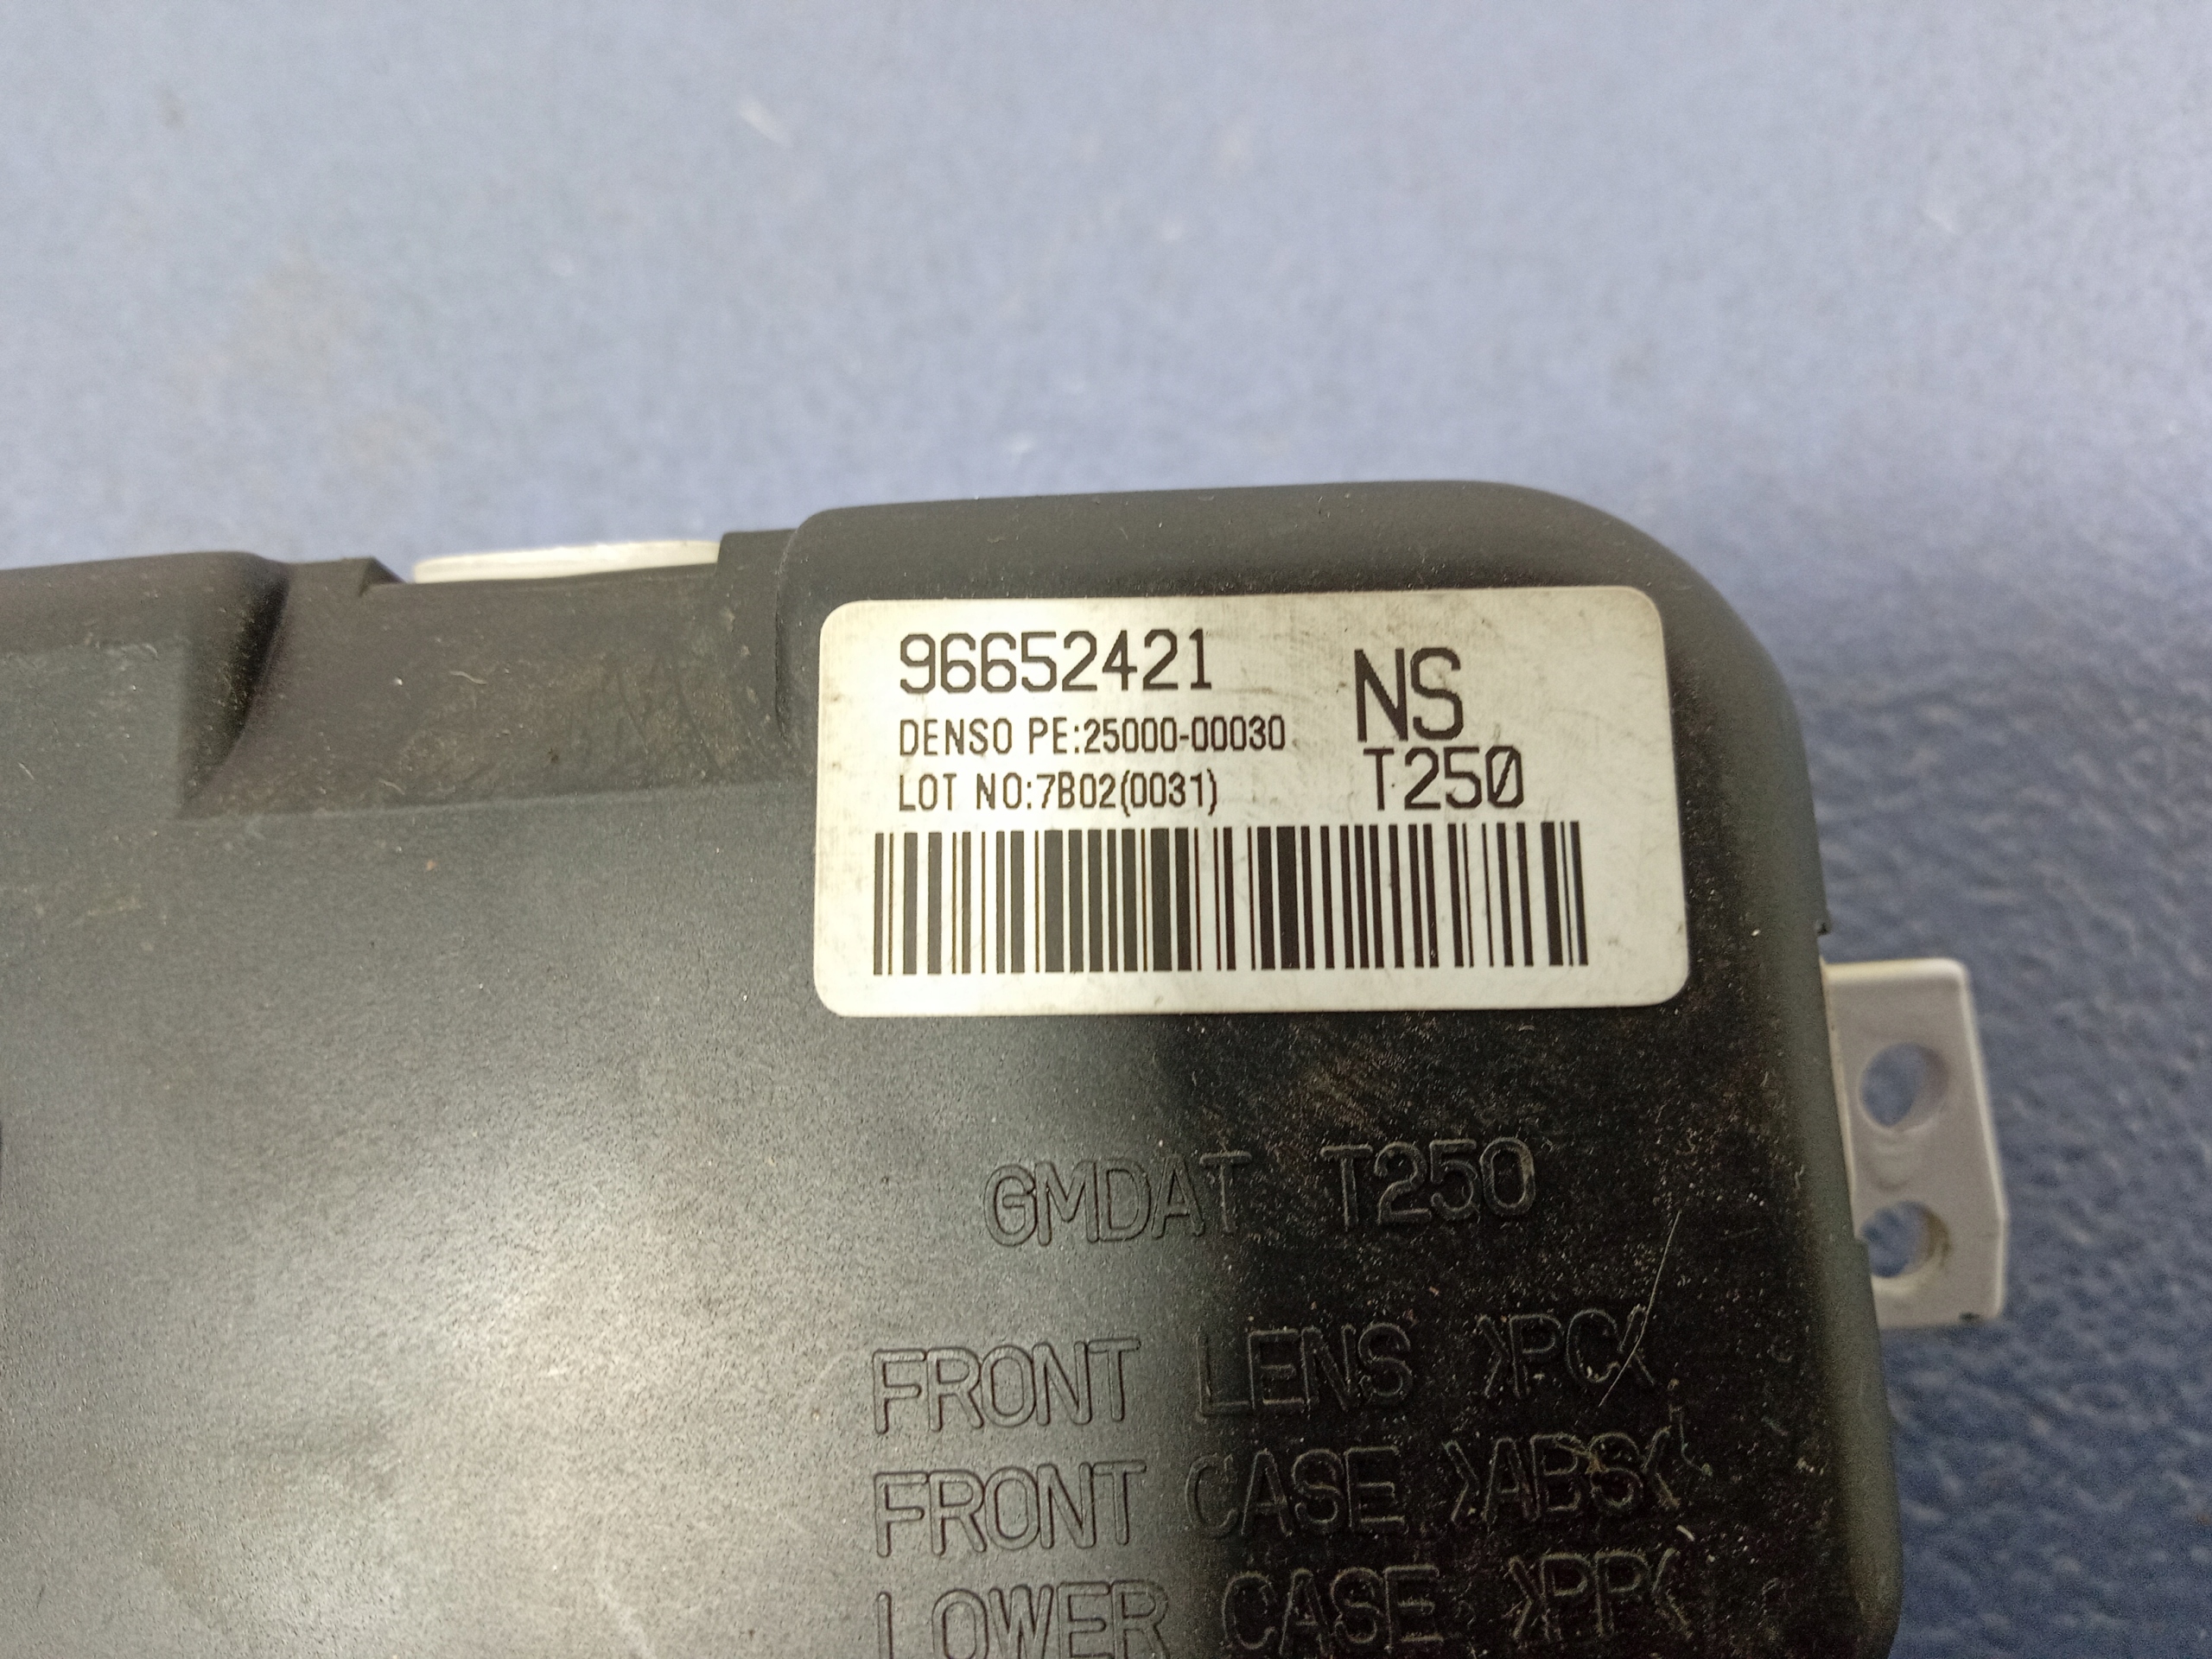 96652421
NS
DENSO PE:25000-00030
LOT NO:7B02(0031)
T250
GMDAT T250
FRONT LENS >PC<
FRONT CASE >ABS<
LOWER CASE >PP<